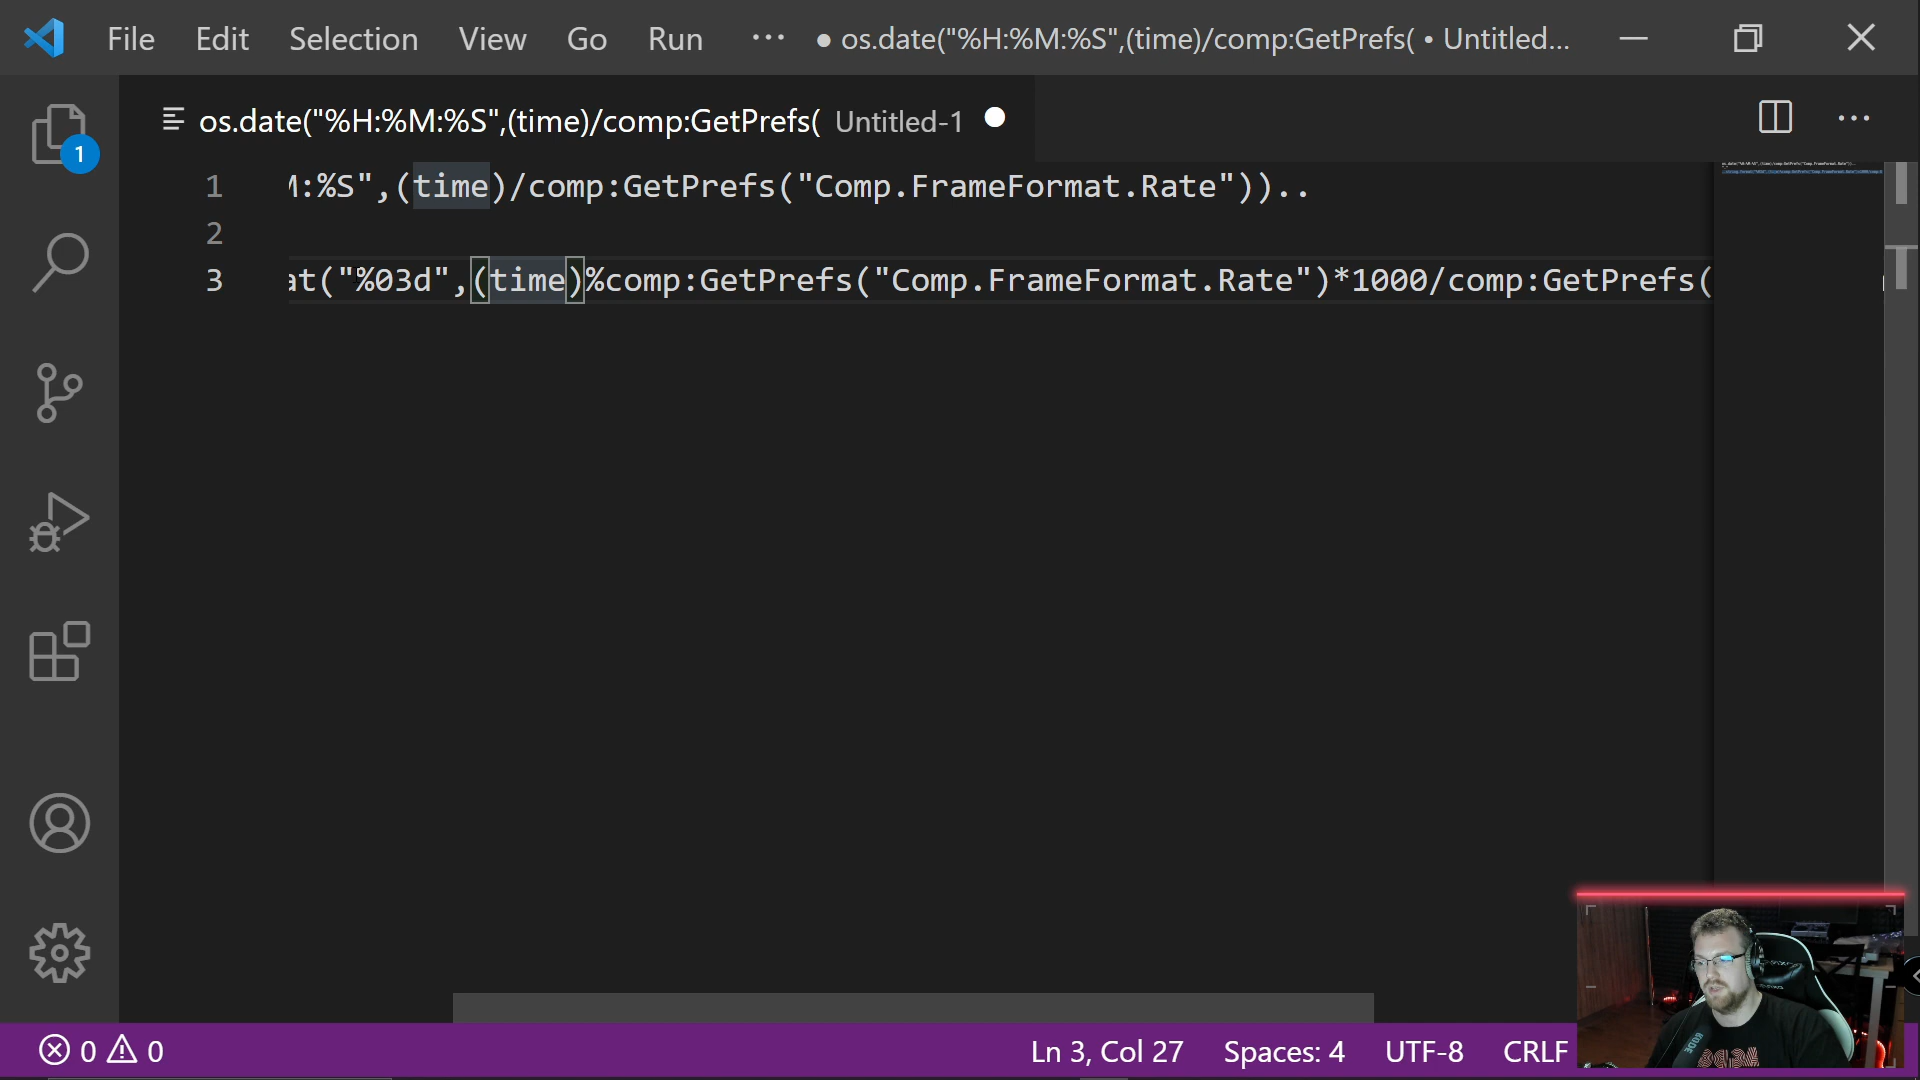 File Edit Selection View Go Run ··· ● os.date("%H:%M:%S",(time)/comp:GetPrefs( • Untitled...
os.date("%H:%M:%S",(time)/comp:GetPrefs( Untitled-1
1
1 M:%S",(time)/comp:GetPrefs("Comp.FrameFormat.Rate"))..
2
3 at("%03d",(time)%comp:GetPrefs("Comp.FrameFormat.Rate")*1000/comp:GetPrefs(
0 0 Ln 3, Col 27 Spaces: 4 UTF-8 CRLF